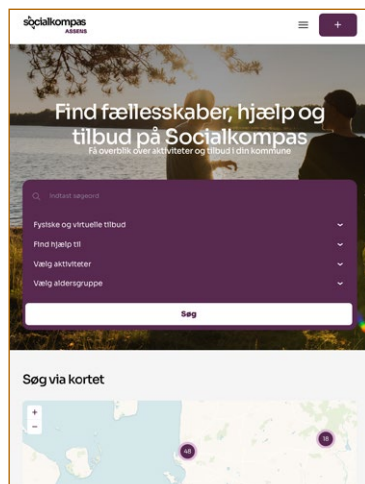 socialkompas
ASSENS
+
Find fællesskaber, hjælp og
tilbud på Socialkompas
Få overblik over aktiviteter og tilbud i din kommune
Indtast søgeord
Fysiske og virtuelle tilbud
Find hjælp til
Vælg aktiviteter
Vælg aldersgruppe
Søg
Søg via kortet
+
−
48
16